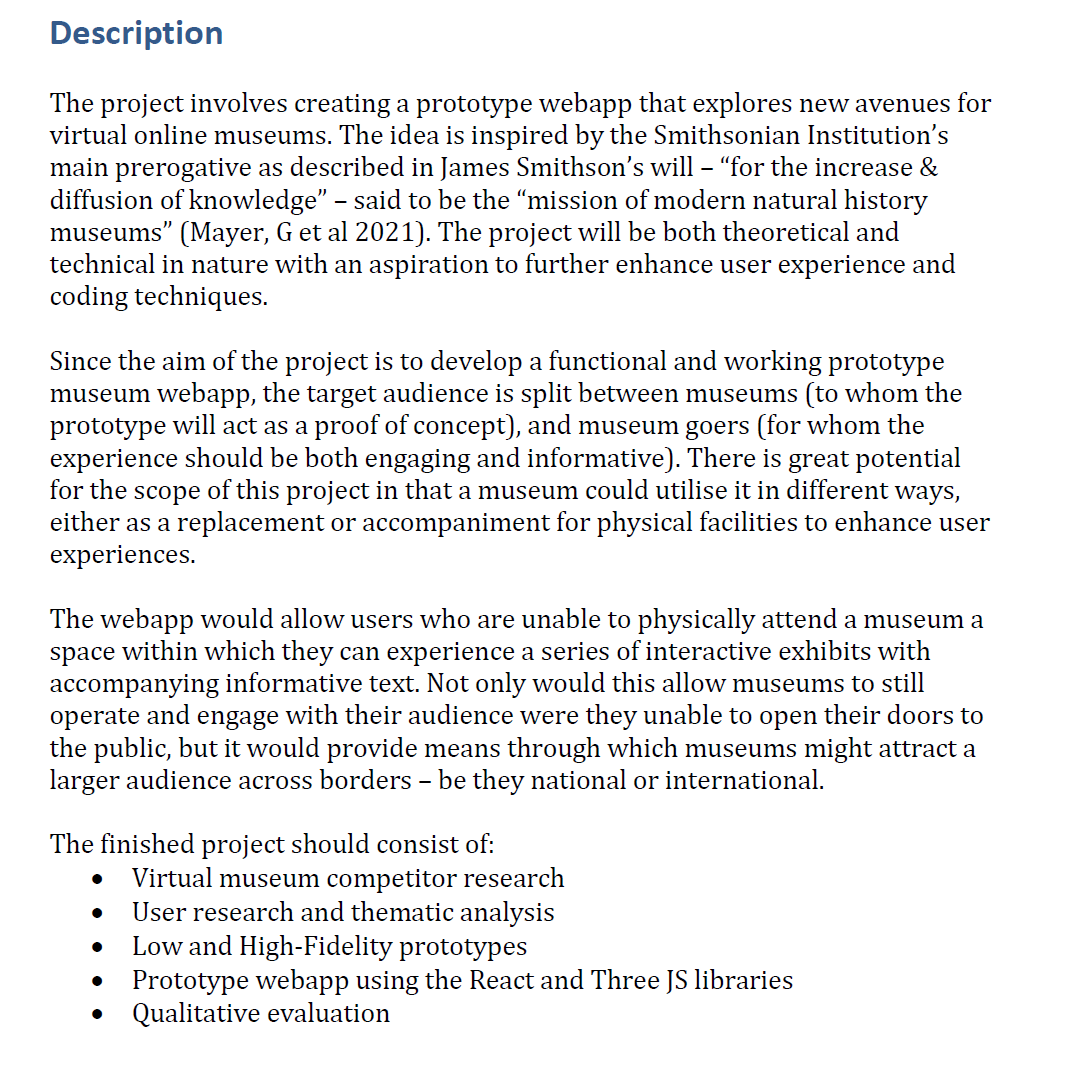 Description
The project involves creating a prototype webapp that explores new avenues for
virtual online museums. The idea is inspired by the Smithsonian Institution’s
main prerogative as described in James Smithson’s will – “for the increase &
diffusion of knowledge” – said to be the “mission of modern natural history
museums” (Mayer, G et al 2021). The project will be both theoretical and
technical in nature with an aspiration to further enhance user experience and
coding techniques.
Since the aim of the project is to develop a functional and working prototype
museum webapp, the target audience is split between museums (to whom the
prototype will act as a proof of concept), and museum goers (for whom the
experience should be both engaging and informative). There is great potential
for the scope of this project in that a museum could utilise it in different ways,
either as a replacement or accompaniment for physical facilities to enhance user
experiences.
The webapp would allow users who are unable to physically attend a museum a
space within which they can experience a series of interactive exhibits with
accompanying informative text. Not only would this allow museums to still
operate and engage with their audience were they unable to open their doors to
the public, but it would provide means through which museums might attract a
larger audience across borders – be they national or international.
The finished project should consist of:
• Virtual museum competitor research
• User research and thematic analysis
• Low and High-Fidelity prototypes
• Prototype webapp using the React and Three JS libraries
• Qualitative evaluation